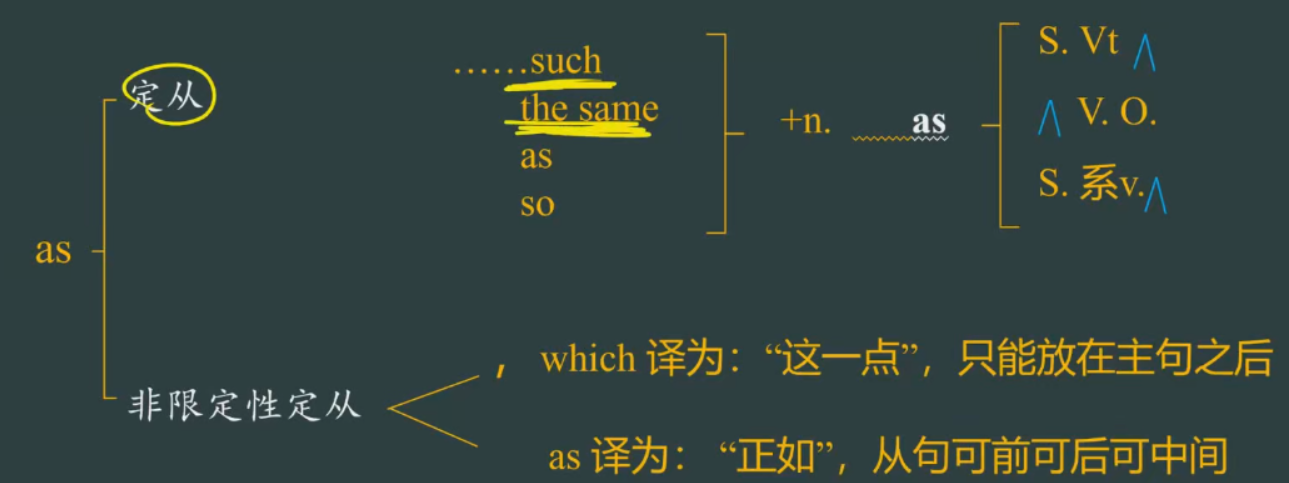 as
定从
……such
the same
as
so
+n. as
S. Vt ∧
∧ V. O.
S. 系v.∧
非限定性定从
， which 译为：“这一点”，只能放在主句之后
as 译为： “正如”，从句可前可后可中间